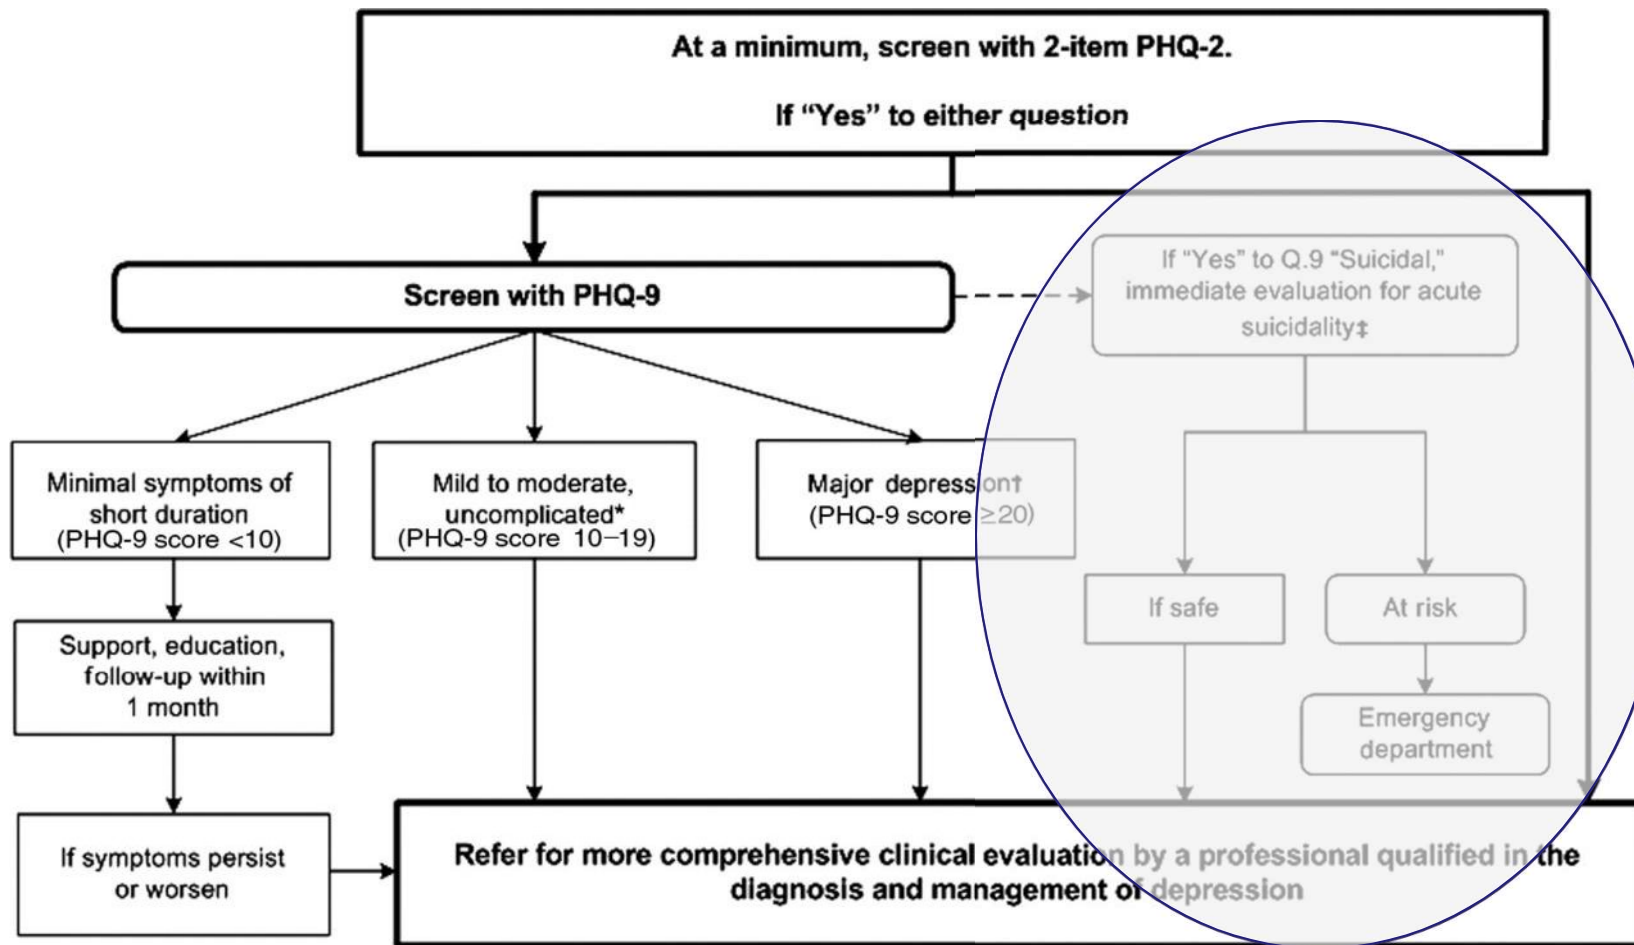 At a minimum, screen with 2-item PHQ-2.
If “Yes” to either question
Screen with PHQ-9
If “Yes” to Q.9 “Suicidal,”
immediate evaluation for acute
suicidality‡
Minimal symptoms of
short duration
(PHQ-9 score <10)
Mild to moderate,
uncomplicated*
(PHQ-9 score 10–19)
Major depression†
(PHQ-9 score ≥20)
If safe
At risk
Support, education,
follow-up within
1 month
Emergency
department
If symptoms persist
or worsen
Refer for more comprehensive clinical evaluation by a professional qualified in the
diagnosis and management of depression